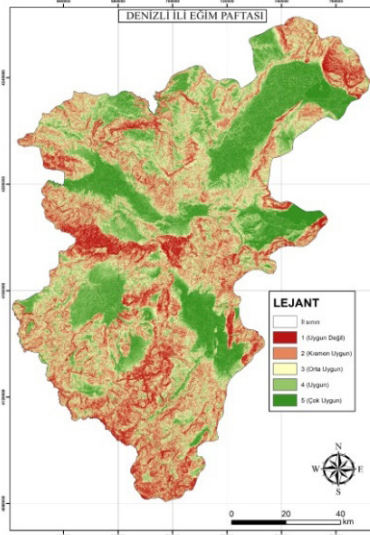 DENİZLİ İLİ EĞİM PAFTASI
LEJANT
İl sınırı
1 (Uygun Değil)
2 (Kısmen Uygun)
3 (Orta Uygun)
4 (Uygun)
5 (Çok Uygun)
N
W E
S
0 20 40
km